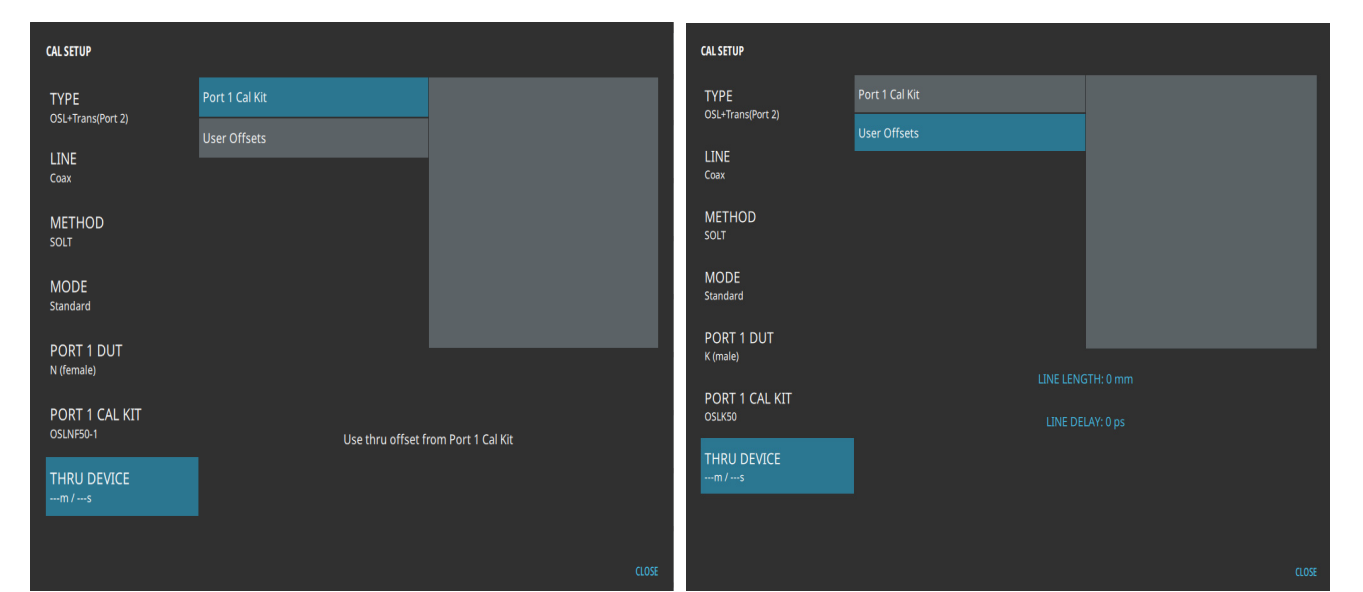 CAL SETUP
TYPE
OSL+Trans(Port 2)
LINE
Coax
METHOD
SOLT
MODE
Standard
PORT 1 DUT
N (female)
PORT 1 CAL KIT
OSLNF50-1
THRU DEVICE
---m / ---s
Port 1 Cal Kit
User Offsets
Use thru offset from Port 1 Cal Kit
CLOSE
CAL SETUP
TYPE
OSL+Trans(Port 2)
LINE
Coax
METHOD
SOLT
MODE
Standard
PORT 1 DUT
K (male)
PORT 1 CAL KIT
OSLK50
THRU DEVICE
---m / ---s
Port 1 Cal Kit
User Offsets
LINE LENGTH: 0 mm
LINE DELAY: 0 ps
CLOSE